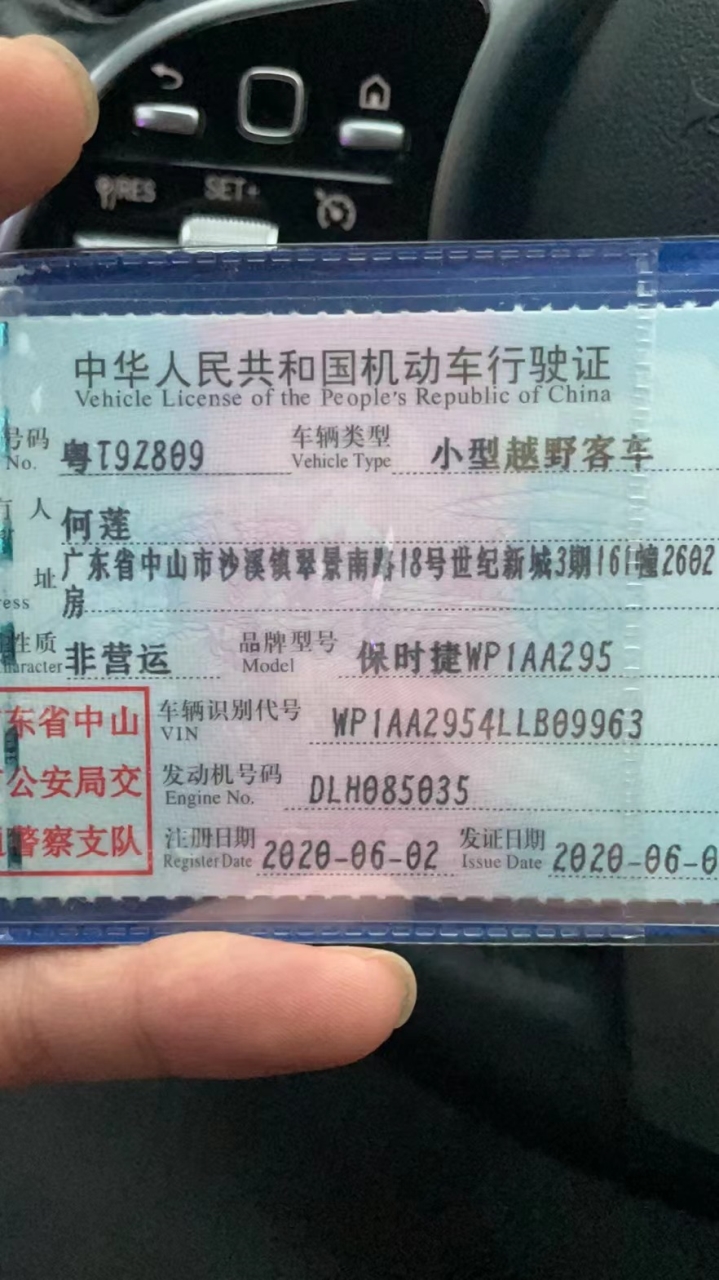 RES
SET+
中华人民共和国机动车行驶证
Vehicle License of the People's Republic of China
号码 粤T9Z809 车辆类型 小型越野客车
No. Vehicle Type
人 何莲
址 广东省中山市沙溪镇翠景南路18号世纪新城3期161幢2602
ess 房
性质 非营运 品牌型号 保时捷WP1AA295
haracter Model
东省中山 车辆识别代号 WP1AA2954LLB09963
VIN
公安局交 发动机号码 DLH085035
Engine No.
警察支队 注册日期 2020-06-02 发证日期 2020-06-0
Register Date Issue Date